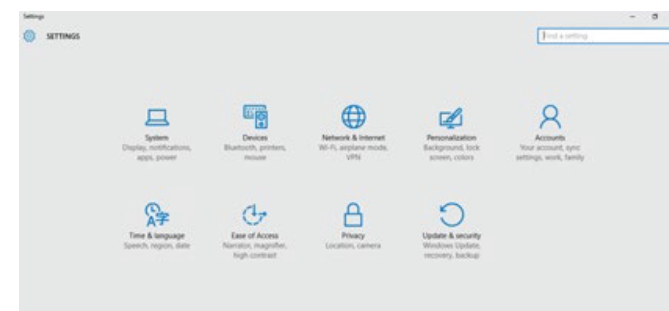 Settings
SETTINGS
Find a setting
System
Display, notifications,
apps, power
Devices
Bluetooth, printers,
mouse
Network & Internet
Wi-Fi, airplane mode,
VPN
Personalization
Background, lock
screen, colors
Accounts
Your account, sync
settings, work, family
Time & language
Speech, region, date
Ease of Access
Narrator, magnifier,
high contrast
Privacy
Location, camera
Update & security
Windows Update,
recovery, backup